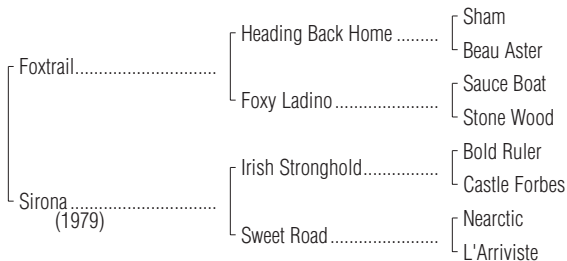 Sham
Heading Back Home .........
Beau Aster
Foxtrail..............................
Sauce Boat
Foxy Ladino ......................
Stone Wood
Bold Ruler
Irish Stronghold................
Castle Forbes
Sirona ...............................
(1979)
Nearctic
Sweet Road .......................
L'Arriviste